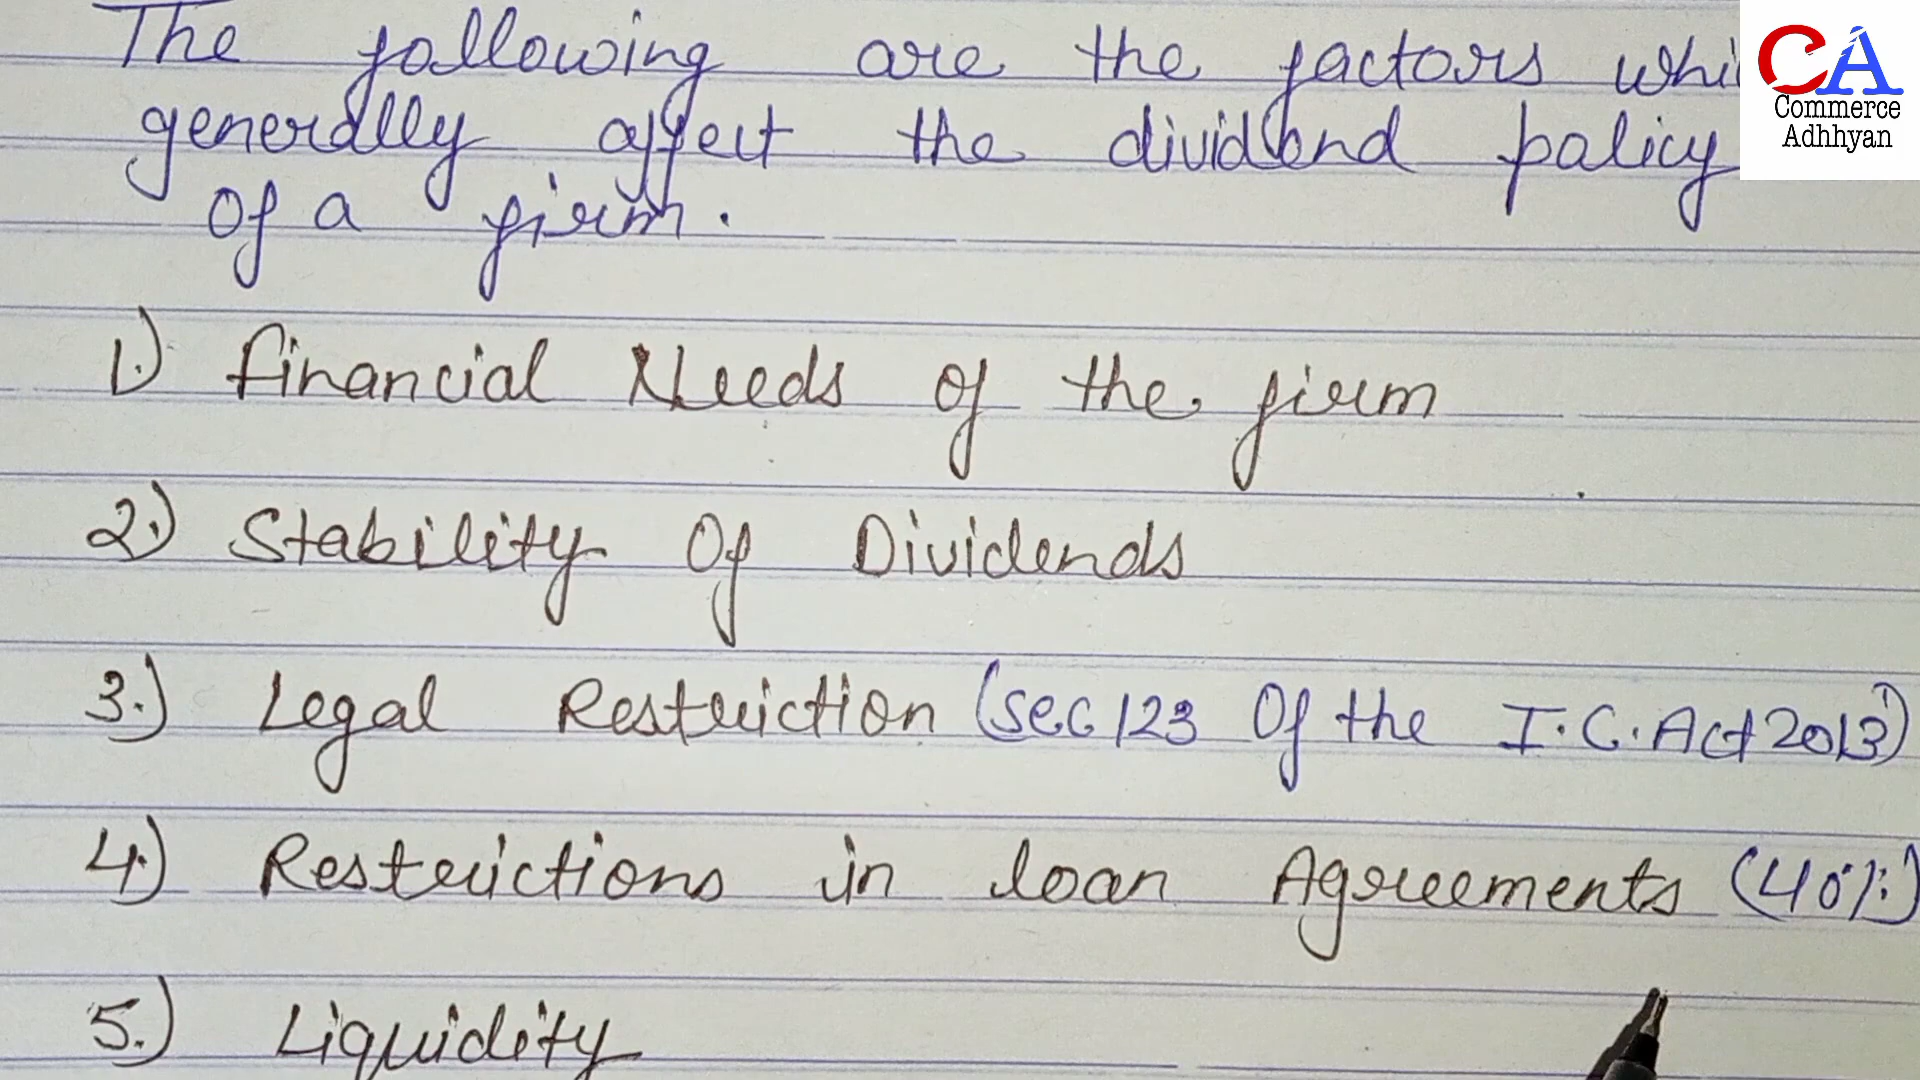 The following are the factors whi
generally affect the dividend policy
of a firm.
1.) Financial Needs of the firm
2.) Stability Of Dividends
3.) Legal Restriction (Sec 123 Of the I.C. Act 2013)
4.) Restrictions in loan Agreements (40%)
5.) Liquidity
CA
Commerce
Adhhyan